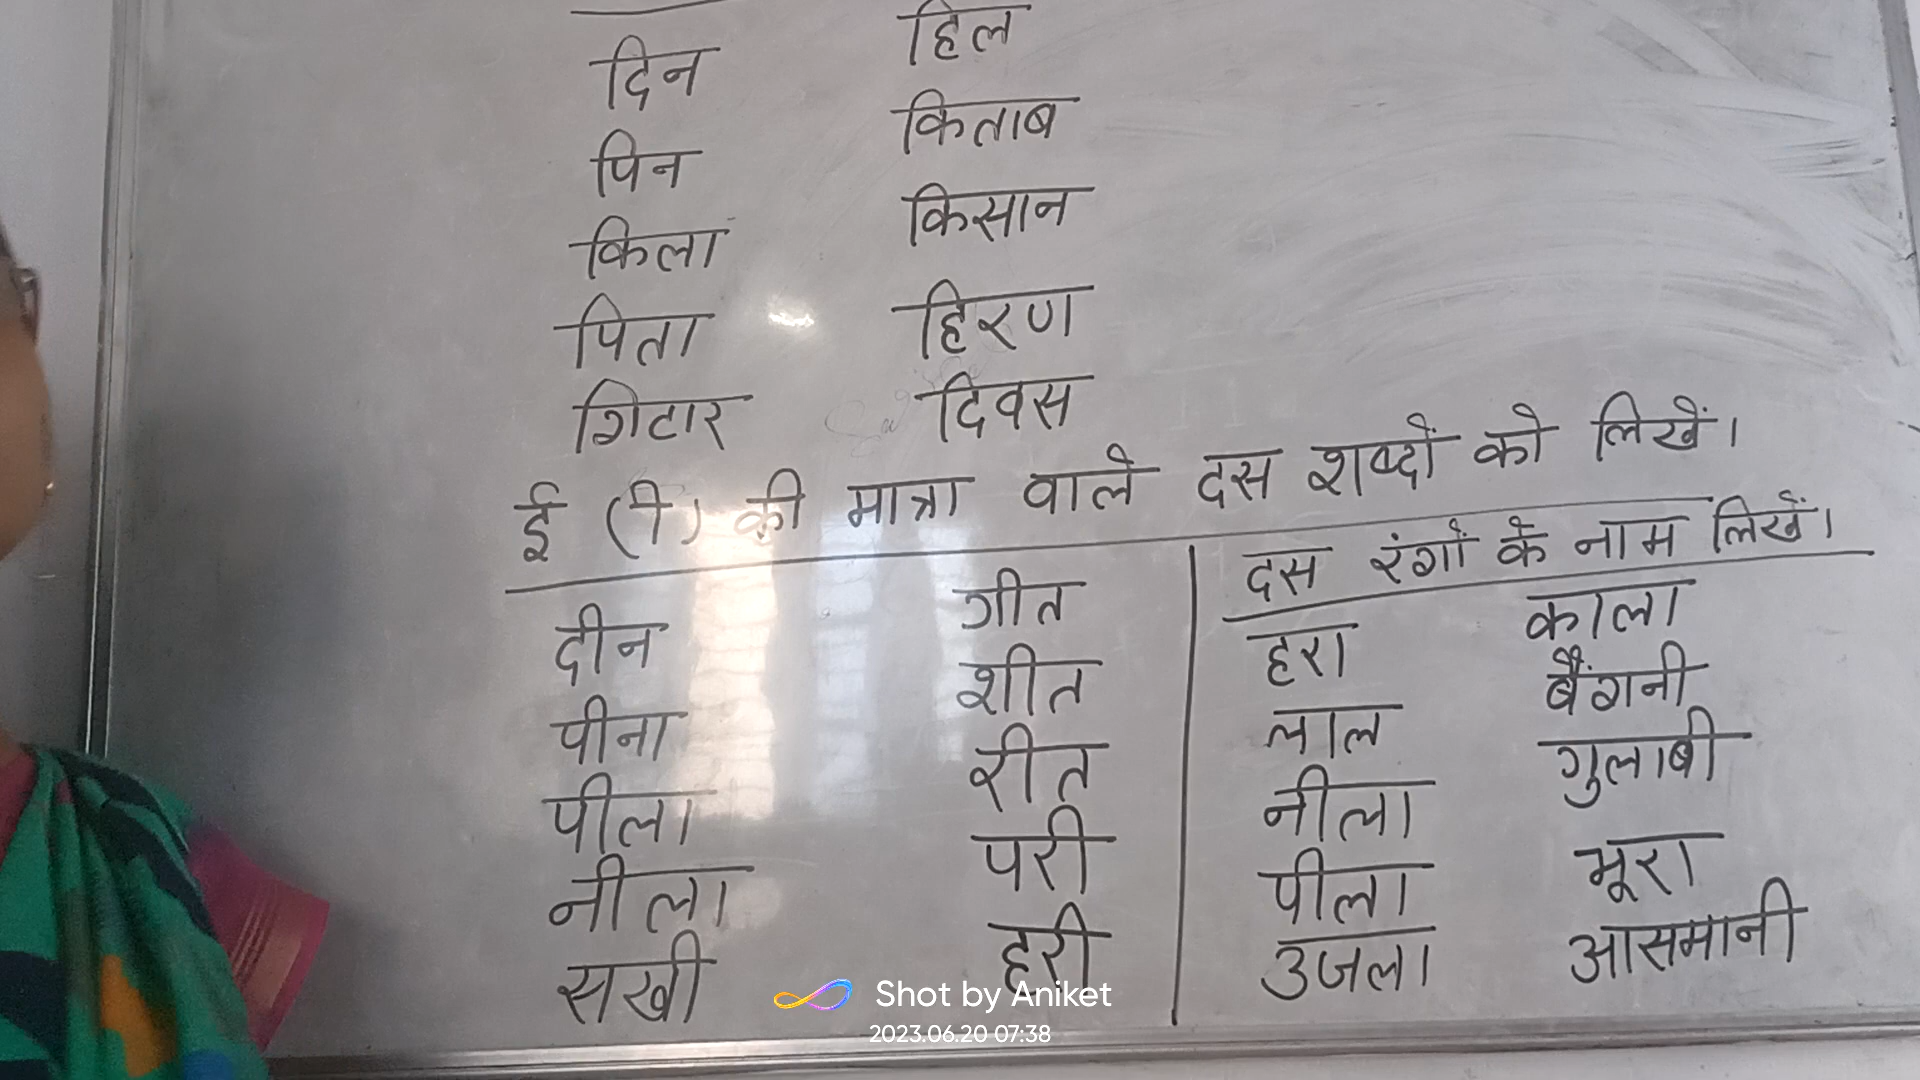 दिन हिल
पिन किताब
किला किसान
पिता हिरण
गिटार दिवस
ई (ी) की मात्रा वाले दस शब्दों को लिखें।
दस रंगों के नाम लिखें।
दीन गीत
पीना शीत
पीला रीत
नीला परी
सखी हरी
हरा काला
लाल बैंगनी
नीला गुलाबी
पीला भूरा
उजला आसमानी
Shot by Aniket
2023.06.20 07:38